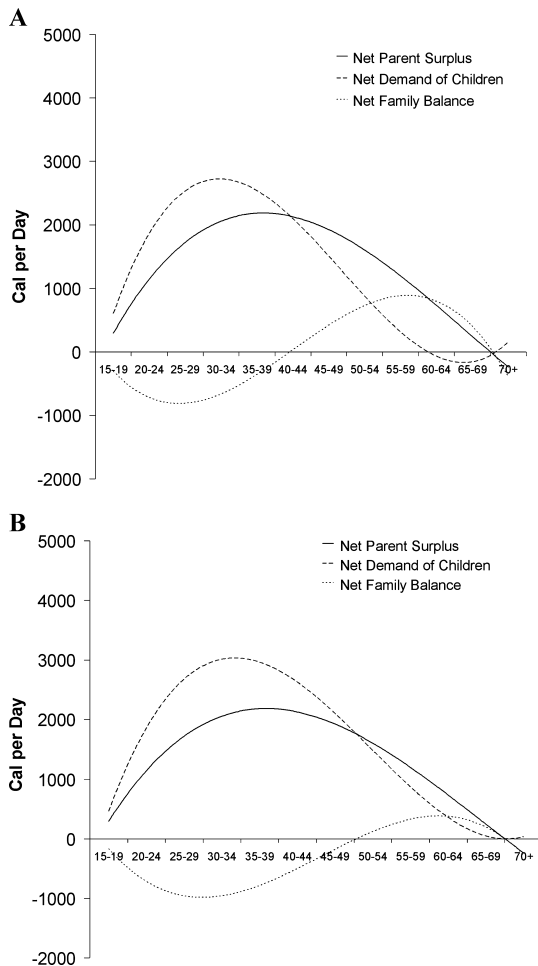 A
5000
Net Parent Surplus
Net Demand of Children
Net Family Balance
4000
3000
2000
1000
0
-1000
-2000
Cal per Day
15-19 20-24 25-29 30-34 35-39 40-44 45-49 50-54 55-59 60-64 65-69 70+
B
5000
Net Parent Surplus
Net Demand of Children
Net Family Balance
4000
3000
2000
1000
0
-1000
-2000
Cal per Day
15-19 20-24 25-29 30-34 35-39 40-44 45-49 50-54 55-59 60-64 65-69 70+